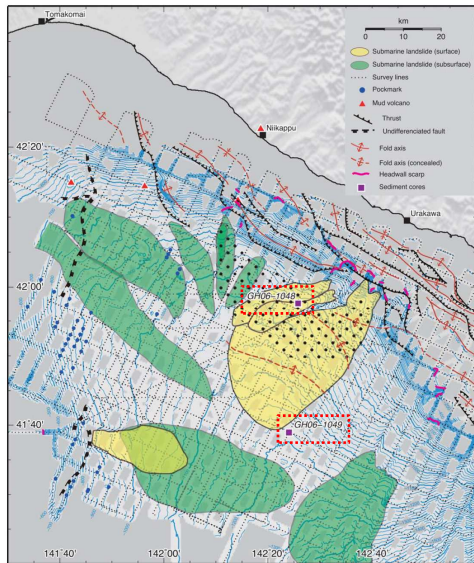 Tomakomai
km
0 10 20
Submarine landslide (surface)
Submarine landslide (subsurface)
Survey lines
Pockmark
Mud volcano
Thrust
Undifferenciated fault
Fold axis
Fold axis (concealed)
Headwall scarp
Sediment cores
Niikappu
42°20'
Urakawa
42°00'
GH06-1048
41°40'
GH06-1049
141°40' 142°00' 142°20' 142°40'